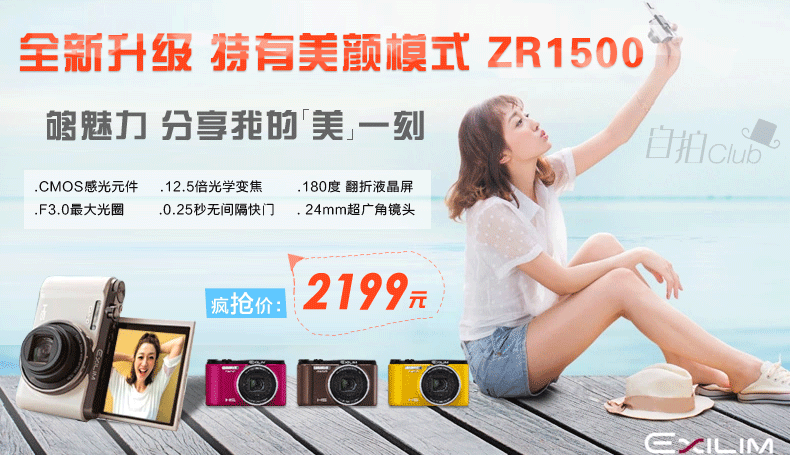 全新升级 特有美颜模式 ZR1500
够魅力 分享我的「美」一刻
自拍Club
.CMOS感光元件 .12.5倍光学变焦 .180度 翻折液晶屏
.F3.0最大光圈 .0.25秒无间隔快门 .24mm超广角镜头
疯抢价: 2199元
EXILIM